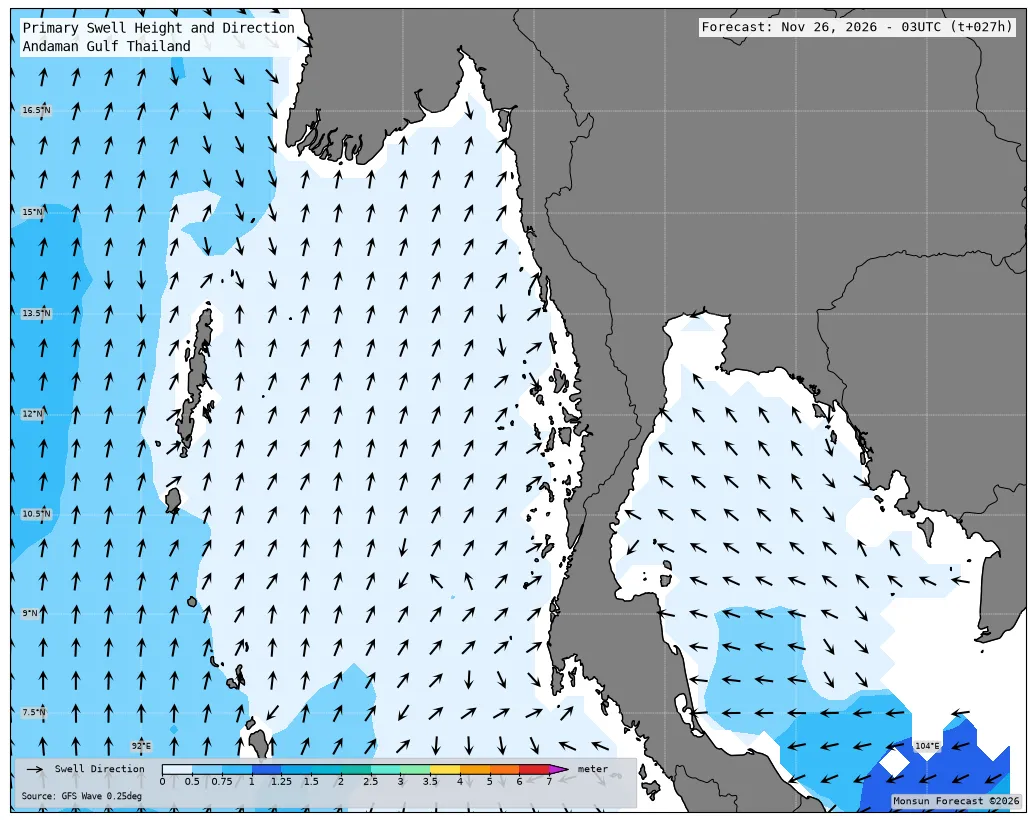 Primary Swell Height and Direction
Andaman Gulf Thailand
Forecast: Nov 26, 2026 - 03UTC (t+027h)
16.5°N
15°N
13.5°N
12°N
10.5°N
9°N
7.5°N
92°E
104°E
Swell Direction
meter
0 0.5 0.75 1 1.25 1.5 2 2.5 3 3.5 4 5 6 7
Source: GFS Wave 0.25deg
Monsun Forecast ©2026